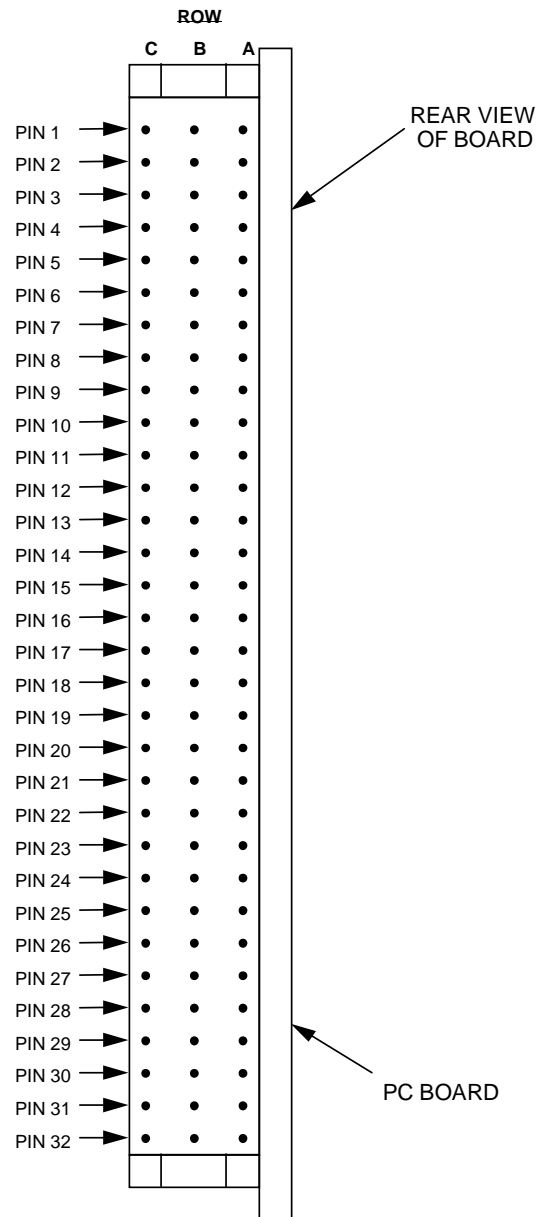 ROW
C B A
REAR VIEW
OF BOARD
PIN 1
PIN 2
PIN 3
PIN 4
PIN 5
PIN 6
PIN 7
PIN 8
PIN 9
PIN 10
PIN 11
PIN 12
PIN 13
PIN 14
PIN 15
PIN 16
PIN 17
PIN 18
PIN 19
PIN 20
PIN 21
PIN 22
PIN 23
PIN 24
PIN 25
PIN 26
PIN 27
PIN 28
PIN 29
PIN 30
PIN 31
PIN 32
PC BOARD